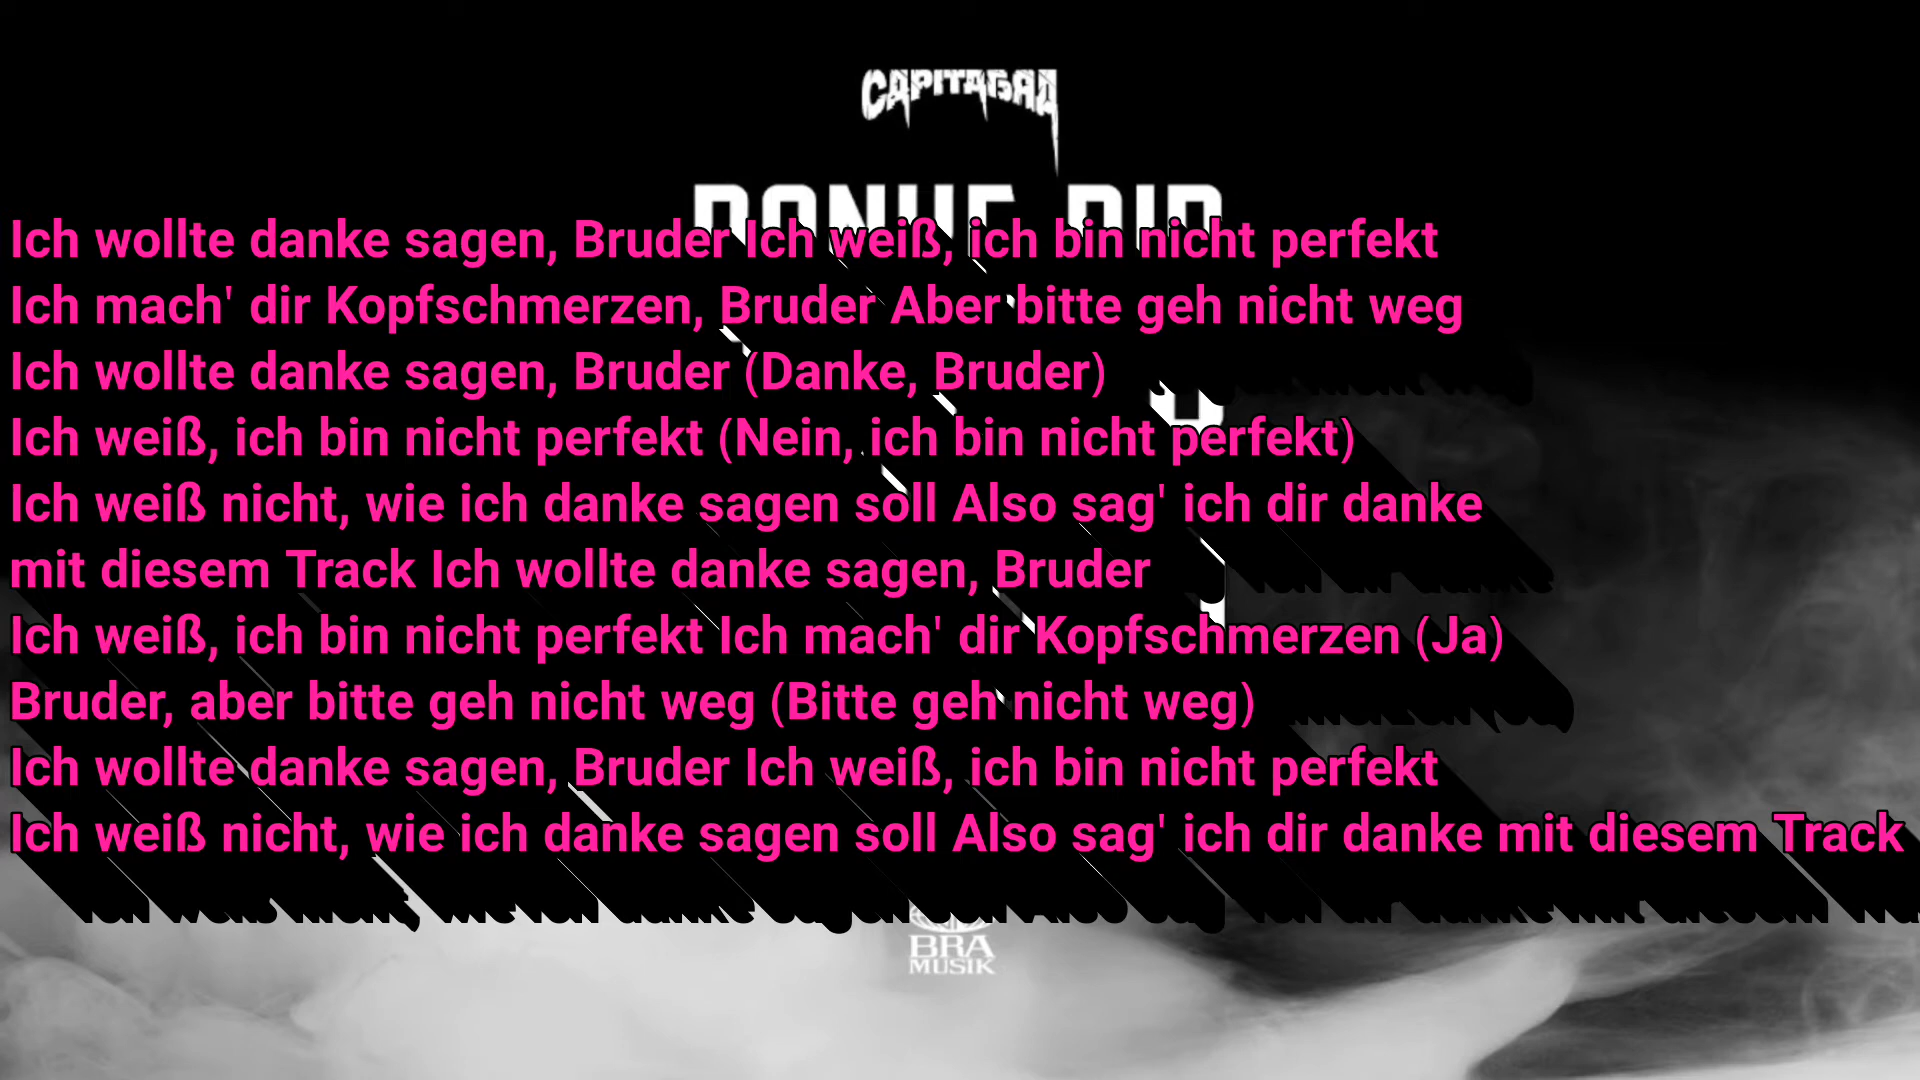 CAPITAБЯД
Ich wollte danke sagen, Bruder Ich weiß, ich bin nicht perfekt
Ich mach' dir Kopfschmerzen, Bruder Aber bitte geh nicht weg
Ich wollte danke sagen, Bruder (Danke, Bruder)
Ich weiß, ich bin nicht perfekt (Nein, ich bin nicht perfekt)
Ich weiß nicht, wie ich danke sagen soll Also sag' ich dir danke
mit diesem Track Ich wollte danke sagen, Bruder
Ich weiß, ich bin nicht perfekt Ich mach' dir Kopfschmerzen (Ja)
Bruder, aber bitte geh nicht weg (Bitte geh nicht weg)
Ich wollte danke sagen, Bruder Ich weiß, ich bin nicht perfekt
Ich weiß nicht, wie ich danke sagen soll Also sag' ich dir danke mit diesem Track
BRA
MUSIK